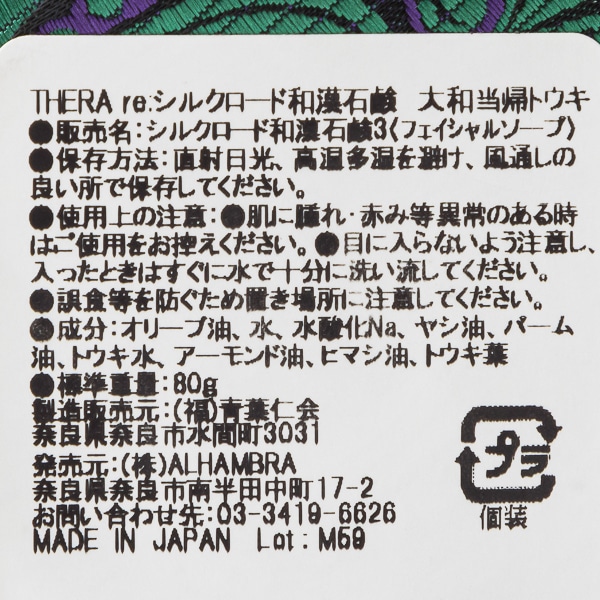 THERA re:シルクロード和漢石鹸　大和当帰トウキ
●販売名：シルクロード和漢石鹸3〈フェイシャルソープ〉
●保存方法：直射日光、高温多湿を避け、風通しの
良い所で保存してください。
●使用上の注意：●肌に腫れ・赤み等異常のある時
はご使用をお控えください。●目に入らないよう注意し、
入ったときはすぐに水で十分に洗い流してください。
●誤食等を防ぐため置き場所に注意してください。
●成分：オリーブ油、水、水酸化Na、ヤシ油、パーム
油、トウキ水、アーモンド油、ヒマシ油、トウキ葉
●標準重量：80g
製造販売元：(福)青葉仁会
奈良県奈良市水間町3031
発売元：(株)ALHAMBRA
奈良県奈良市南半田中町17-2
お問い合わせ先：03-3419-6626
MADE IN JAPAN　Lot：M59
プラ
個装